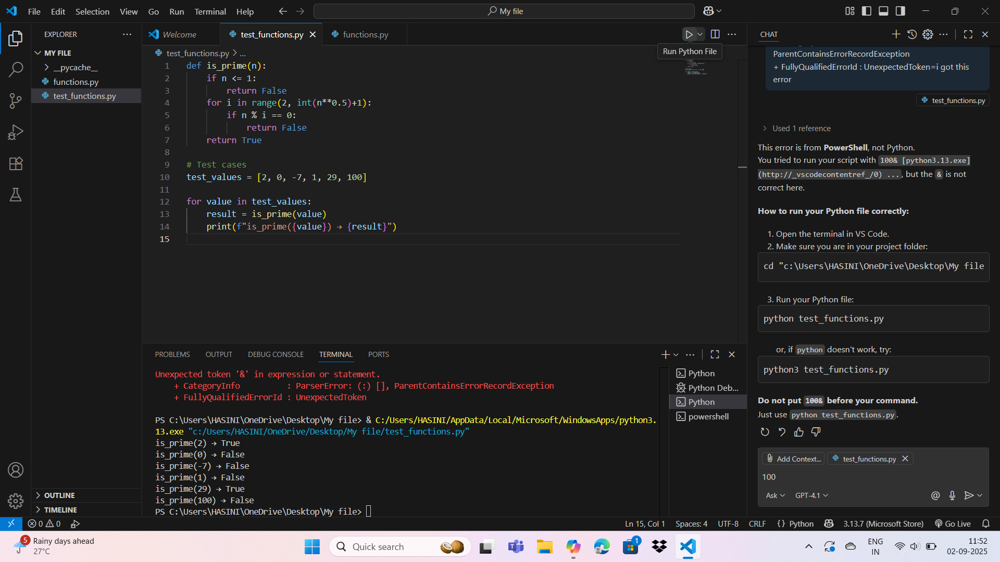 File Edit Selection View Go Run Terminal Help
My file
EXPLORER
MY FILE
__pycache__
functions.py
test_functions.py
OUTLINE
TIMELINE
Welcome
test_functions.py
functions.py
Run Python File
test_functions.py > ...
1 def is_prime(n):
2 if n <= 1:
3 return False
4 for i in range(2, int(n**0.5)+1):
5 if n % i == 0:
6 return False
7 return True
8
9 # Test cases
10 test_values = [2, 0, -7, 1, 29, 100]
11
12 for value in test_values:
13 result = is_prime(value)
14 print(f"is_prime({value}) → {result}")
15
PROBLEMS OUTPUT DEBUG CONSOLE TERMINAL PORTS
Unexpected token '&' in expression or statement.
+ CategoryInfo : ParserError: (:) [], ParentContainsErrorRecordException
+ FullyQualifiedErrorId : UnexpectedToken
PS C:\Users\HASINI\OneDrive\Desktop\My file> & C:/Users/HASINI/AppData/Local/Microsoft/WindowsApps/python3.
13.exe "c:/Users/HASINI/OneDrive/Desktop/My file/test_functions.py"
is_prime(2) → True
is_prime(0) → False
is_prime(-7) → False
is_prime(1) → False
is_prime(29) → True
is_prime(100) → False
PS C:\Users\HASINI\OneDrive\Desktop\My file>
Python
Python Deb...
Python
powershell
CHAT
ParentContainsErrorRecordException
+ FullyQualifiedErrorId : UnexpectedToken=i got this
error
test_functions.py
Used 1 reference
This error is from PowerShell, not Python.
You tried to run your script with 100& [python3.13.exe]
(http://_vscodecontentref_/0) ..., but the & is not
correct here.
How to run your Python file correctly:
1. Open the terminal in VS Code.
2. Make sure you are in your project folder:
cd "c:\Users\HASINI\OneDrive\Desktop\My file
3. Run your Python file:
python test_functions.py
or, if python doesn't work, try:
python3 test_functions.py
Do not put 100& before your command.
Just use python test_functions.py.
Add Context...
test_functions.py
100
Ask GPT-4.1
0 0
Ln 15, Col 1 Spaces: 4 UTF-8 CRLF {} Python 3.13.7 (Microsoft Store) Go Live
5
Rainy days ahead
27°C
Quick search
1
ENG
IN
11:52
02-09-2025